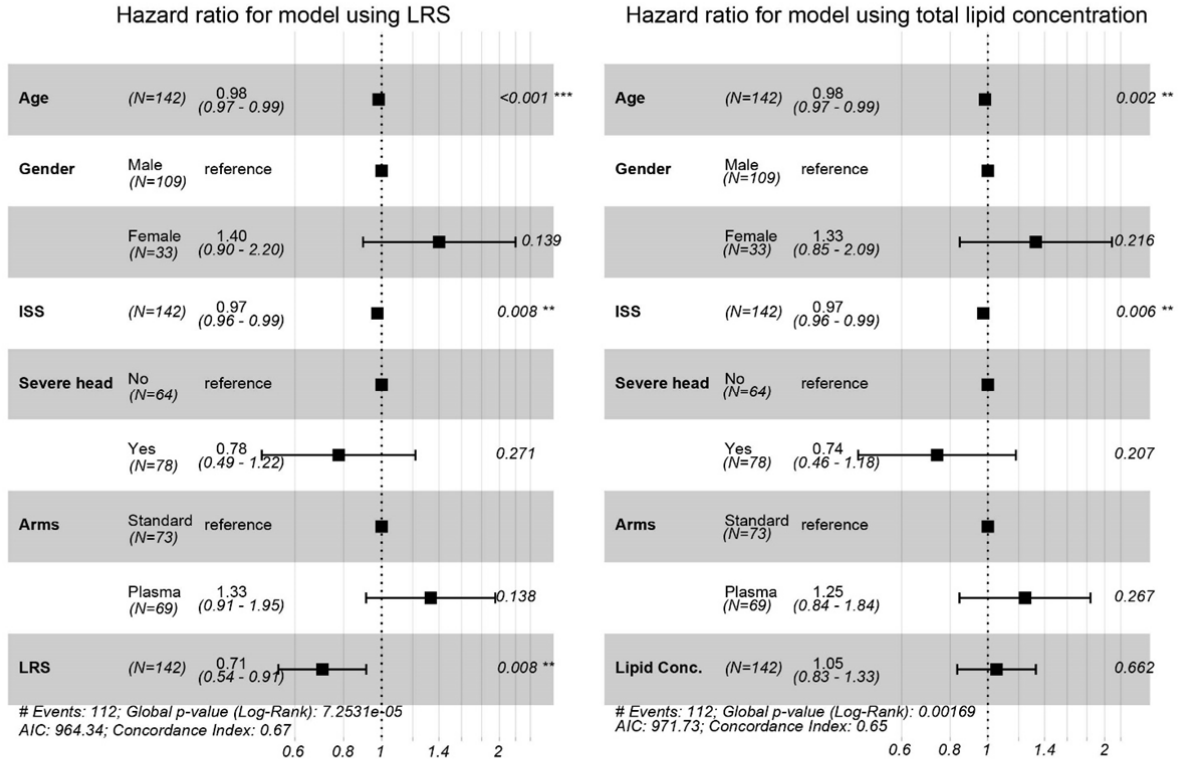 Hazard ratio for model using LRS
Age (N=142) 0.98 (0.97 - 0.99) <0.001 ***
Gender Male (N=109) reference
Female (N=33) 1.40 (0.90 - 2.20) 0.139
ISS (N=142) 0.97 (0.96 - 0.99) 0.008 **
Severe head No (N=64) reference
Yes (N=78) 0.78 (0.49 - 1.22) 0.271
Arms Standard (N=73) reference
Plasma (N=69) 1.33 (0.91 - 1.95) 0.138
LRS (N=142) 0.71 (0.54 - 0.91) 0.008 **
# Events: 112; Global p-value (Log-Rank): 7.2531e-05
AIC: 964.34; Concordance Index: 0.67
0.6 0.8 1 1.4 2
Hazard ratio for model using total lipid concentration
Age (N=142) 0.98 (0.97 - 0.99) 0.002 **
Gender Male (N=109) reference
Female (N=33) 1.33 (0.85 - 2.09) 0.216
ISS (N=142) 0.97 (0.96 - 0.99) 0.006 **
Severe head No (N=64) reference
Yes (N=78) 0.74 (0.46 - 1.18) 0.207
Arms Standard (N=73) reference
Plasma (N=69) 1.25 (0.84 - 1.84) 0.267
Lipid Conc. (N=142) 1.05 (0.83 - 1.33) 0.662
# Events: 112; Global p-value (Log-Rank): 0.00169
AIC: 971.73; Concordance Index: 0.65
0.6 0.8 1 1.4 2